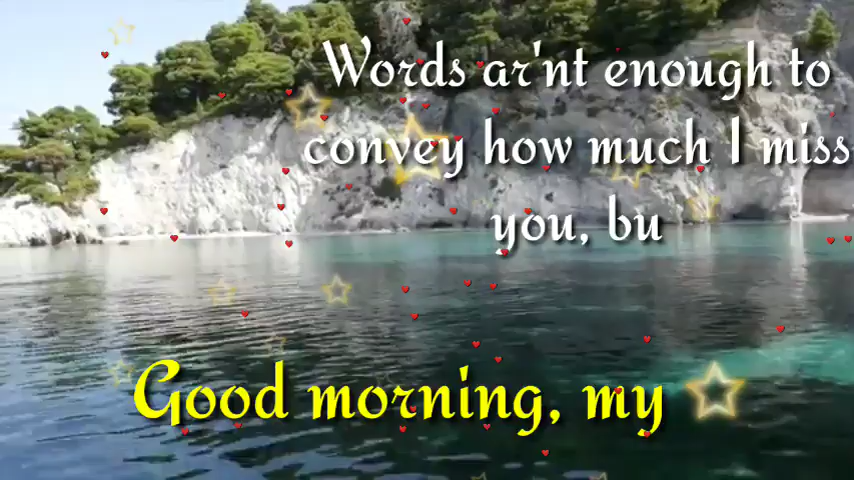 Words ar'nt enough to
convey how much I miss
you, bu
Good morning, my